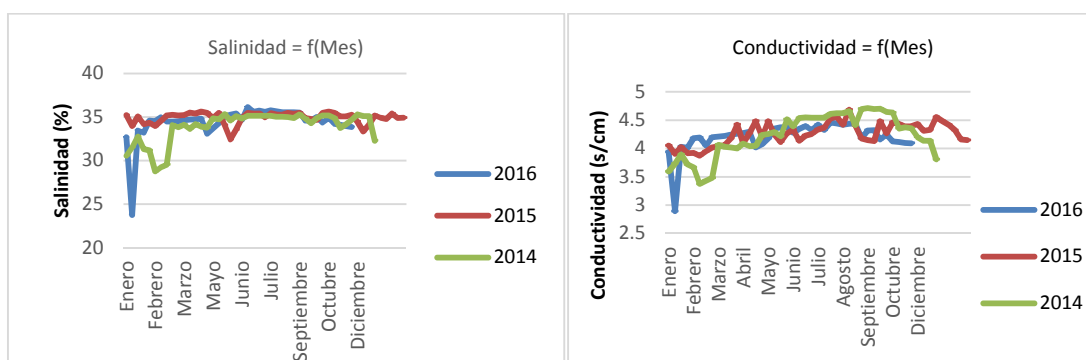 Salinidad = f(Mes)
Salinidad (%)
40
35
30
25
20
Enero
Febrero
Marzo
Mayo
Junio
Julio
Septiembre
Octubre
Diciembre
2016
2015
2014
Conductividad = f(Mes)
Conductividad (s/cm)
5
4.5
4
3.5
3
2.5
Enero
Febrero
Marzo
Abril
Mayo
Junio
Julio
Agosto
Septiembre
Octubre
Diciembre
2016
2015
2014